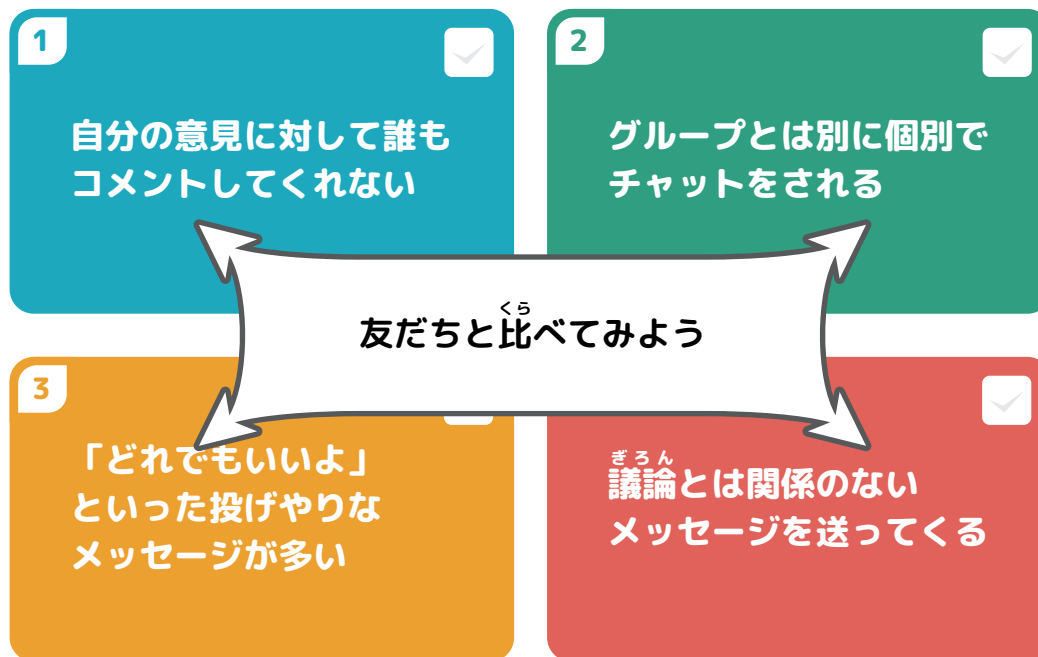 1
自分の意見に対して誰も
コメントしてくれない
2
グループとは別に個別で
チャットをされる
くら
友だちと比べてみよう
3
「どれでもいいよ」
といった投げやりな
メッセージが多い
ぎろん
議論とは関係のない
メッセージを送ってくる